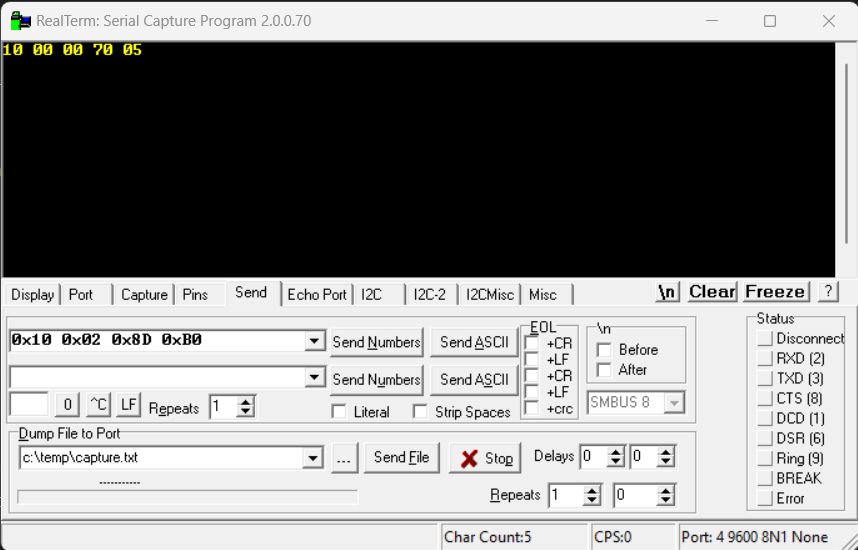 RealTerm: Serial Capture Program 2.0.0.70
10 00 00 70 05
Display Port Capture Pins Send Echo Port I2C I2C-2 I2CMisc Misc \n Clear Freeze ?
0x10 0x02 0x8D 0xB0 Send Numbers Send ASCII
Send Numbers Send ASCII
0 ^C LF Repeats 1 Literal Strip Spaces
EOL
+CR
+LF
+CR
+LF
+crc
\n
Before
After
SMBUS 8
Dump File to Port
c:\temp\capture.txt ... Send File Stop Delays 0 0
-----------
Repeats 1 0
Status
Disconnect
RXD (2)
TXD (3)
CTS (8)
DCD (1)
DSR (6)
Ring (9)
BREAK
Error
Char Count:5 CPS:0 Port: 4 9600 8N1 None